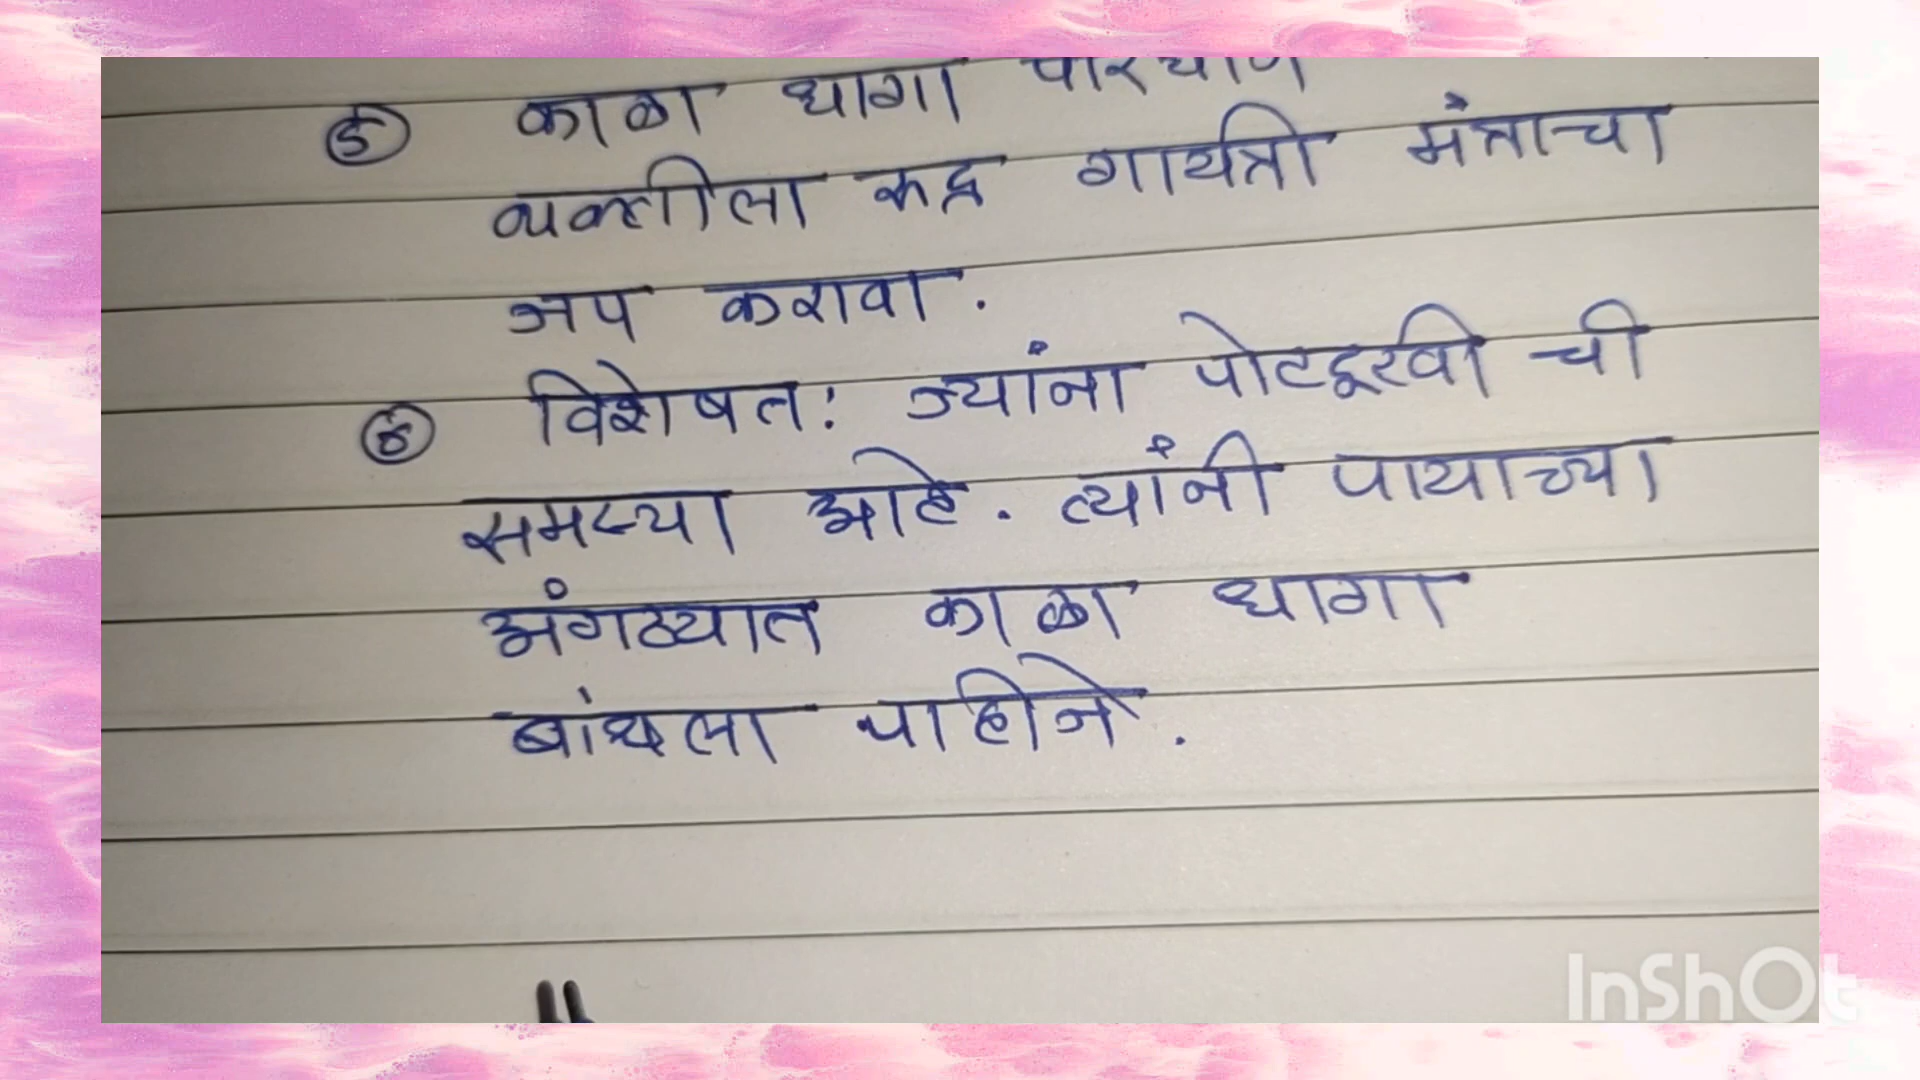 ⑤ काळा धागा
व्यक्तीला रूद्र गायत्री मंत्राचा
जप करावा.
⑥ विशेषत: ज्यांना पोटदूखी ची
समस्या आहे. त्यांनी पायाच्या
अंगठ्यात काळा धागा
बांधला पाहीजे.
InShOt